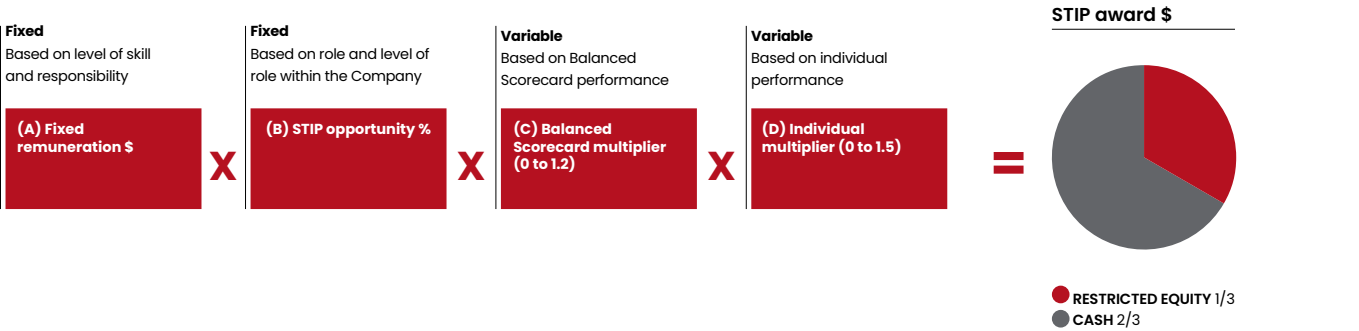 Fixed
Based on level of skill
and responsibility
(A) Fixed
remuneration $
X
Fixed
Based on role and level of
role within the Company
(B) STIP opportunity %
X
Variable
Based on Balanced
Scorecard performance
(C) Balanced
Scorecard multiplier
(0 to 1.2)
X
Variable
Based on individual
performance
(D) Individual
multiplier (0 to 1.5)
=
STIP award $
RESTRICTED EQUITY 1/3
CASH 2/3